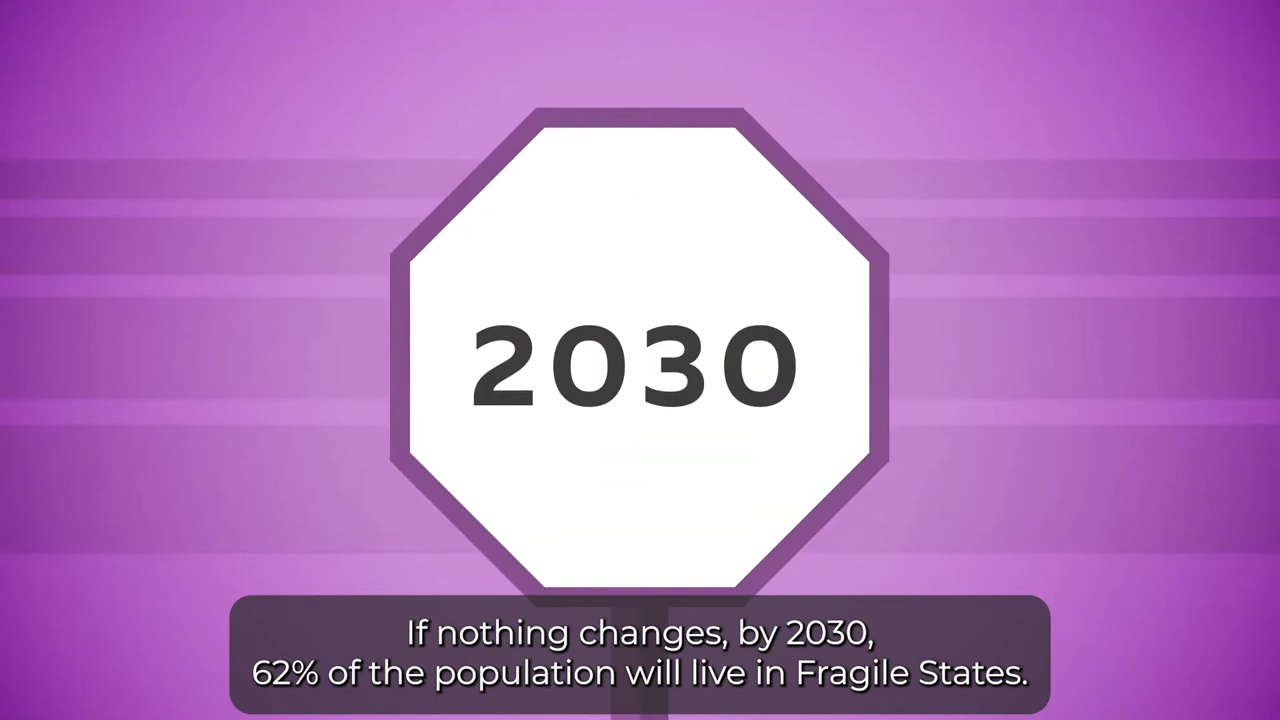 2030
If nothing changes, by 2030,
62% of the population will live in Fragile States.